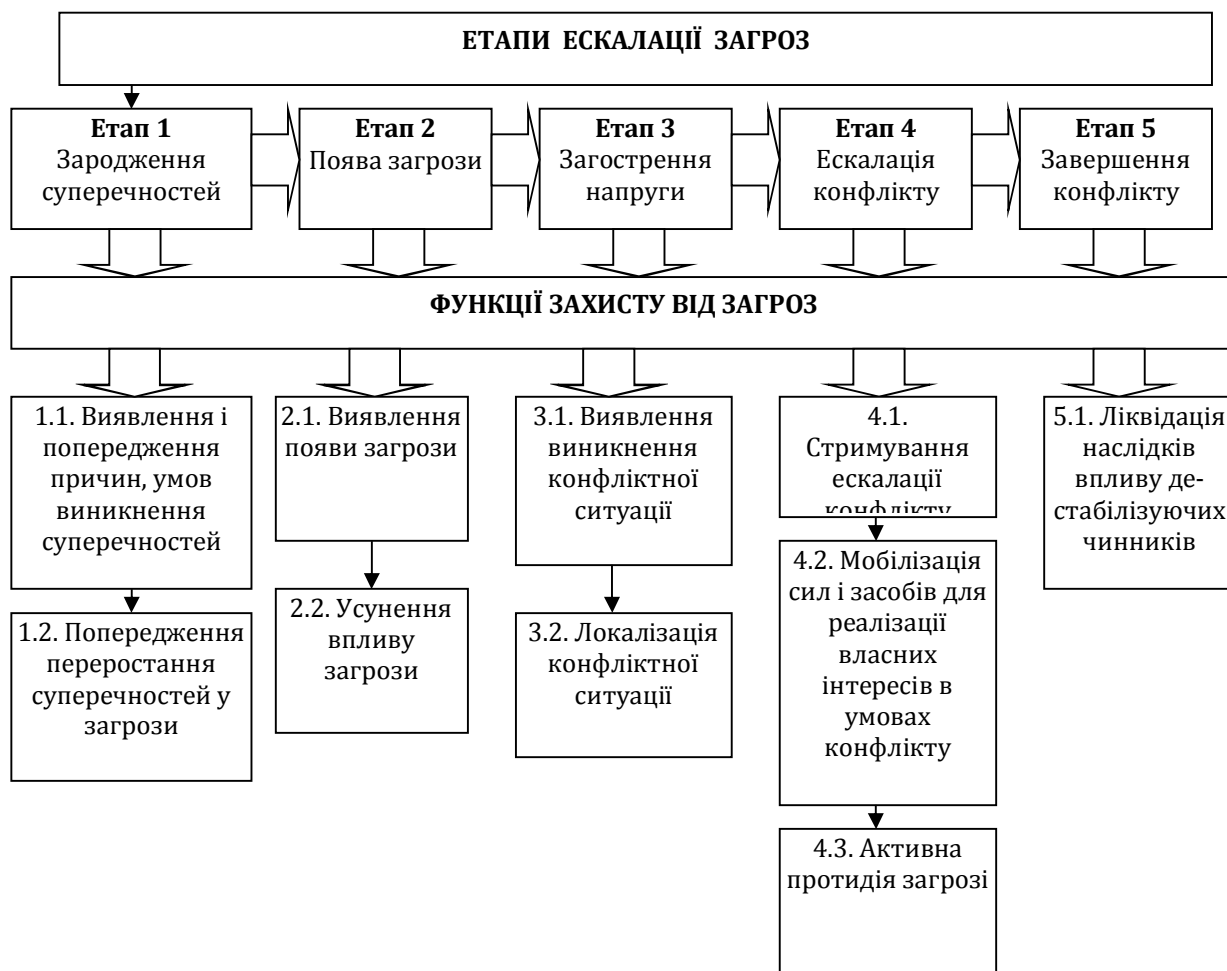 ЕТАПИ ЕСКАЛАЦІЇ ЗАГРОЗ
Етап 1
Зародження
суперечностей
Етап 2
Поява загрози
Етап 3
Загострення
напруги
Етап 4
Ескалація
конфлікту
Етап 5
Завершення
конфлікту
ФУНКЦІЇ ЗАХИСТУ ВІД ЗАГРОЗ
1.1. Виявлення і
попередження
причин, умов
виникнення
суперечностей
1.2. Попередження
переростання
суперечностей у
загрози
2.1. Виявлення
появи загрози
2.2. Усунення
впливу
загрози
3.1. Виявлення
виникнення
конфліктної
ситуації
3.2. Локалізація
конфліктної
ситуації
4.1.
Стримування
ескалації
конфлікту
4.2. Мобілізація
сил і засобів для
реалізації
власних
інтересів в
умовах
конфлікту
4.3. Активна
протидія загрозі
5.1. Ліквідація
наслідків
впливу де-
стабілізуючих
чинників